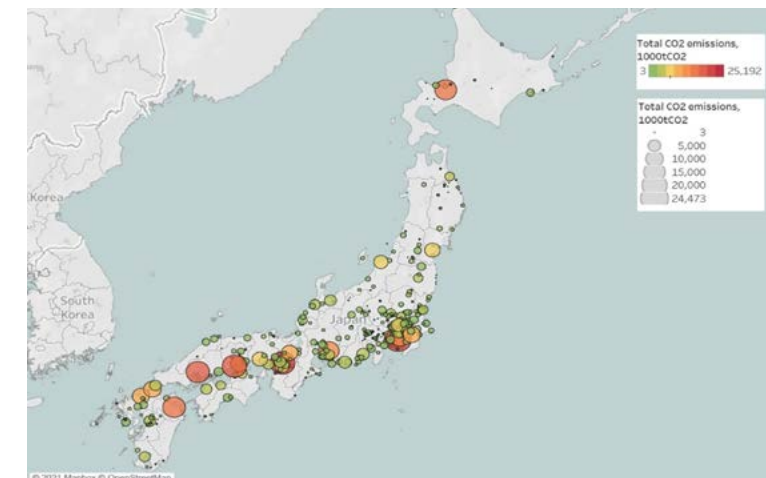 Total CO2 emissions,
1000tCO2
3 25,192
Total CO2 emissions,
1000tCO2
3
5,000
10,000
15,000
20,000
24,473
Korea
South
Korea
Japan
© 2021 Mapbox © OpenStreetMap